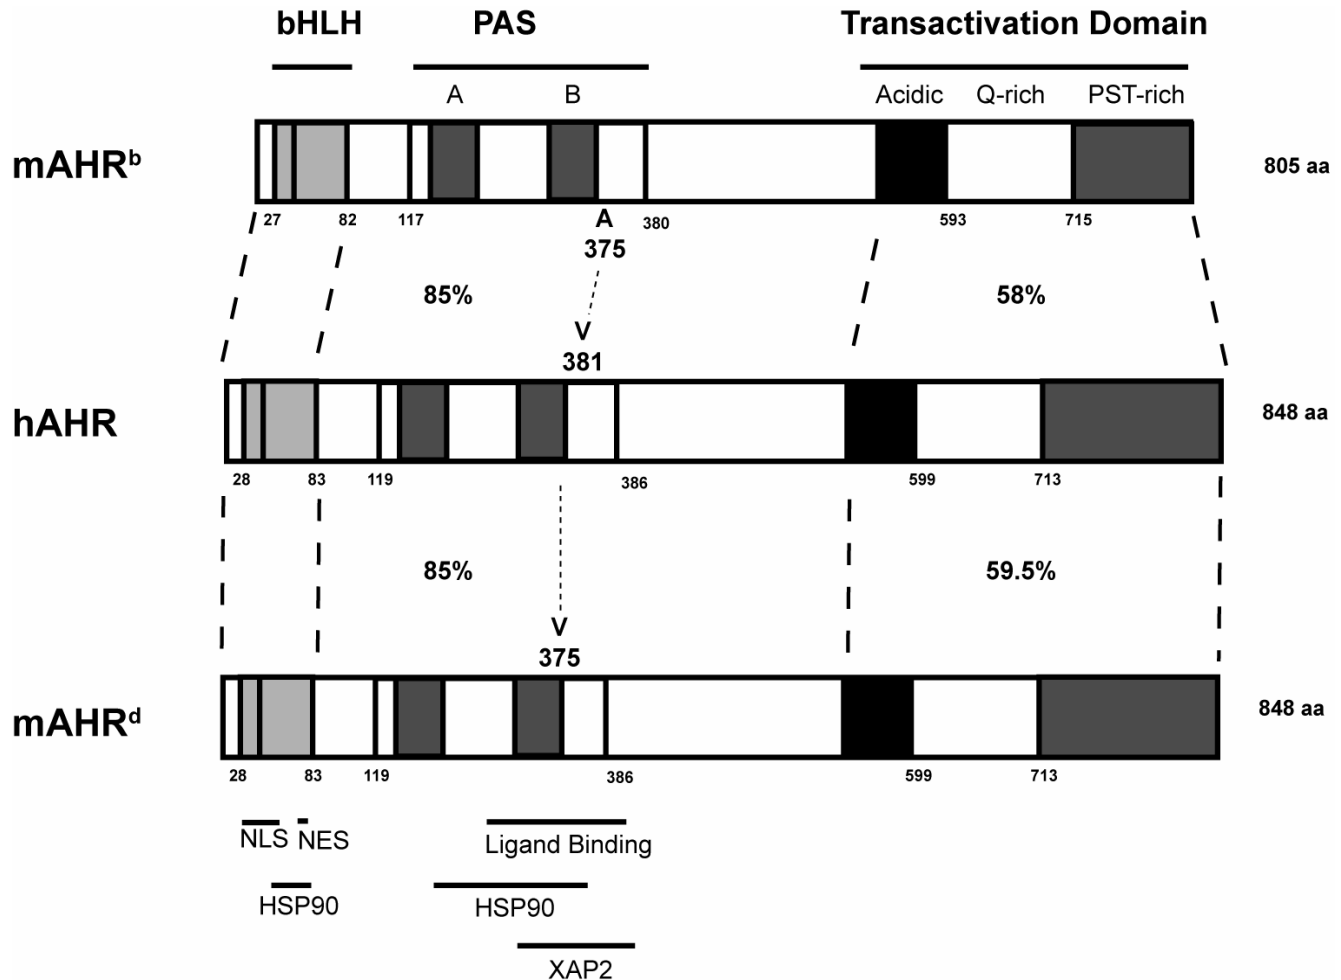 bHLH PAS Transactivation Domain
A B Acidic Q-rich PST-rich
mAHRᵇ 805 aa
27 82 117 A 380 593 715
375
85% 58%
V
381
hAHR 848 aa
28 83 119 386 599 713
85% 59.5%
V
375
mAHRᵈ 848 aa
28 83 119 386 599 713
NLS NES Ligand Binding
HSP90 HSP90
XAP2